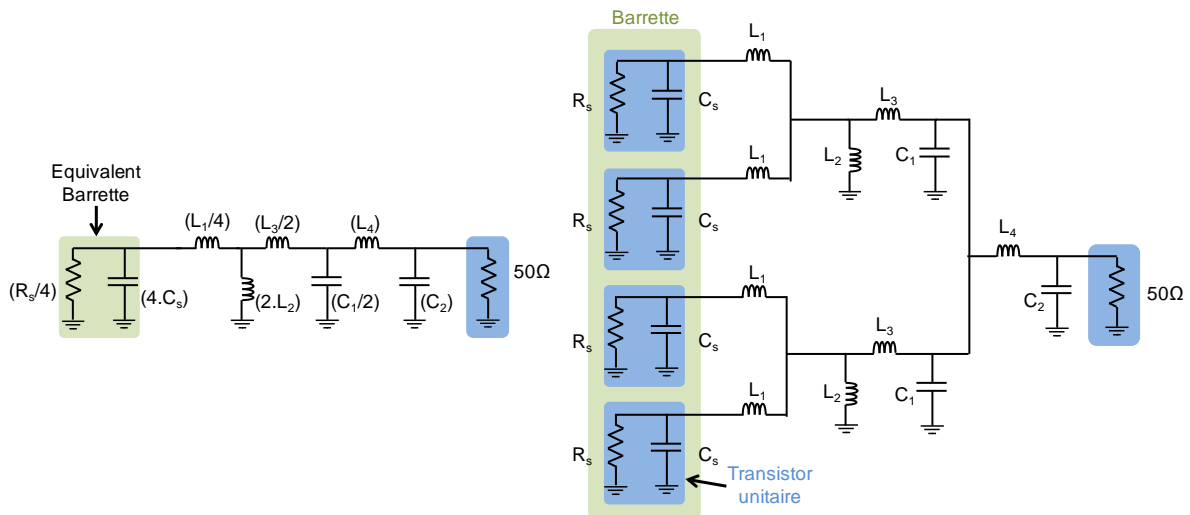 Equivalent
Barrette
(Rs/4)
(4.Cs)
(L1/4)
(2.L2)
(L3/2)
(C1/2)
(L4)
(C2)
50Ω
Barrette
Rs
Cs
L1
Rs
Cs
L1
Rs
Cs
L1
Rs
Cs
L1
L2
L3
C1
L2
L3
C1
L4
C2
50Ω
Transistor
unitaire